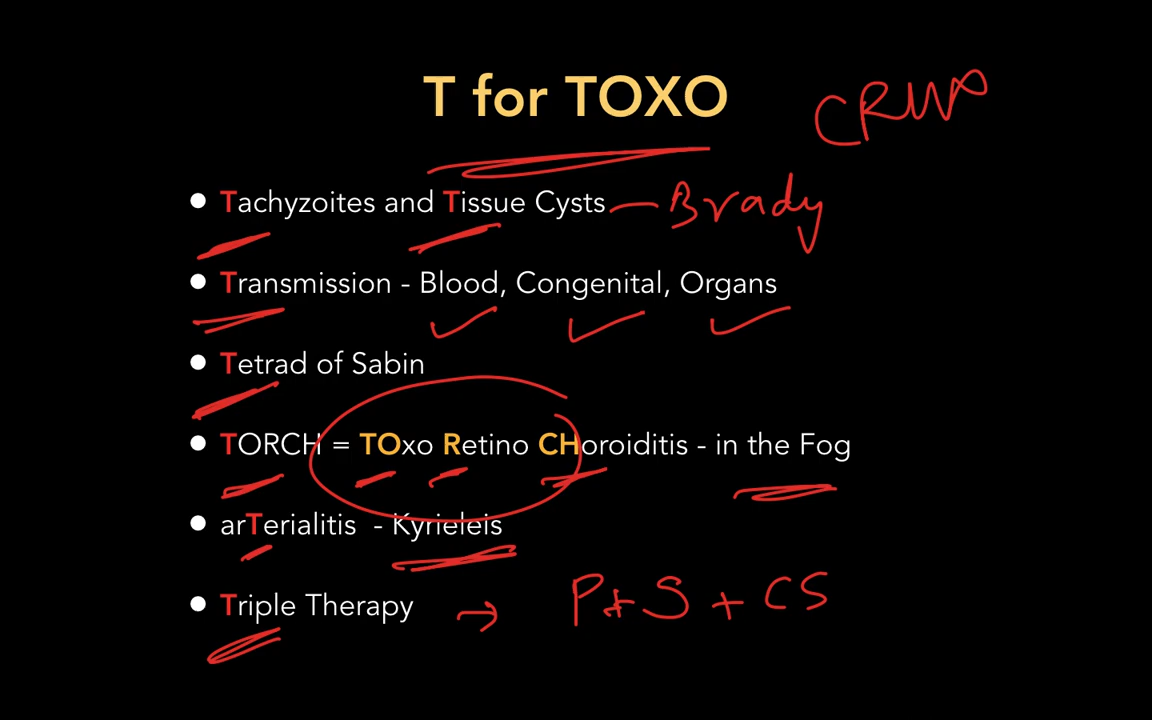 T for TOXO
• Tachyzoites and Tissue Cysts - Brady
• Transmission - Blood, Congenital, Organs
• Tetrad of Sabin
• TORCH = TOxo Retino CHoroiditis - in the Fog
• arTerialitis - Kyrieleis
• Triple Therapy → P + S + CS